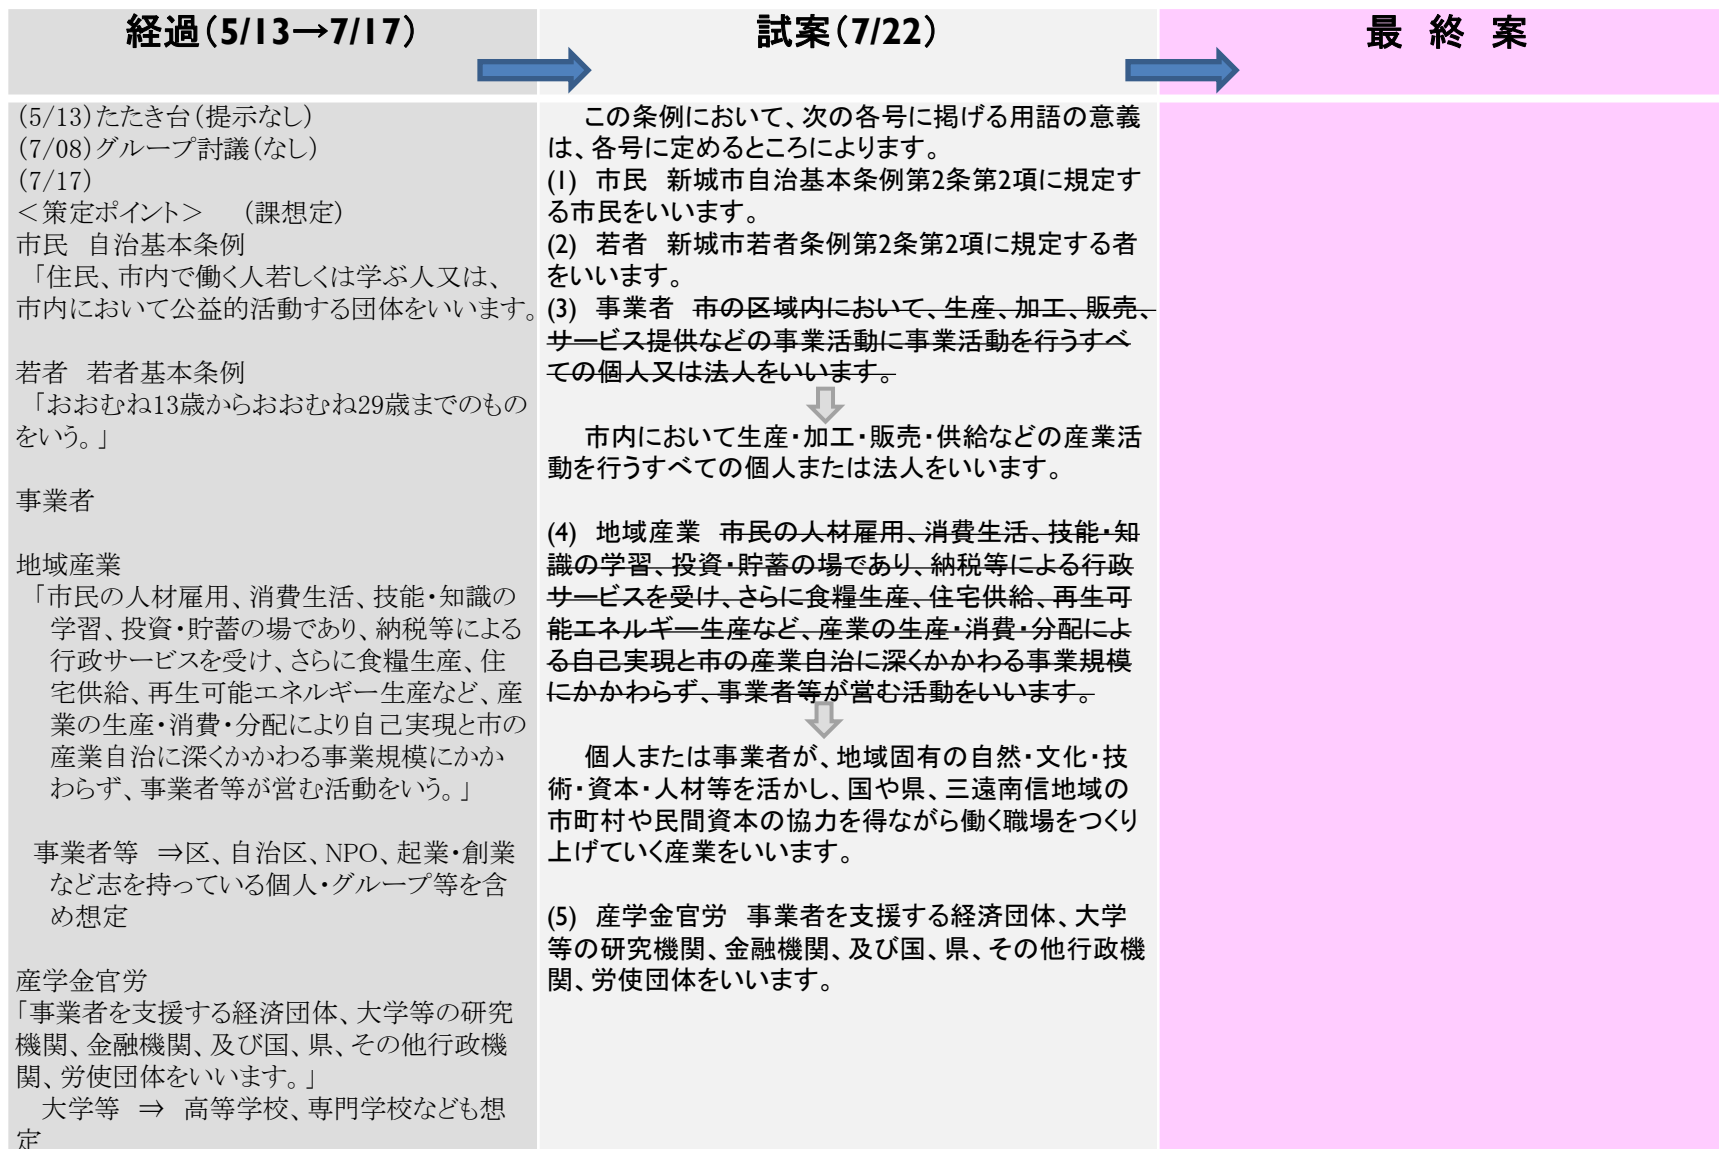 経過(5/13→7/17)
試案(7/22)
最 終 案
(5/13)たたき台(提示なし)
(7/08)グループ討議(なし)
(7/17)
＜策定ポイント＞　(課想定)
市民　自治基本条例
「住民、市内で働く人若しくは学ぶ人又は、
市内において公益的活動する団体をいいます。
若者　若者基本条例
「おおむね13歳からおおむね29歳までのもの
をいう。」
事業者
地域産業
「市民の人材雇用、消費生活、技能・知識の
学習、投資・貯蓄の場であり、納税等による
行政サービスを受け、さらに食糧生産、住
宅供給、再生可能エネルギー生産など、産
業の生産・消費・分配により自己実現と市の
産業自治に深くかかわる事業規模にかか
わらず、事業者等が営む活動をいう。」
事業者等　⇒区、自治区、NPO、起業・創業
など志を持っている個人・グループ等を含
め想定
産学金官労
「事業者を支援する経済団体、大学等の研究
機関、金融機関、及び国、県、その他行政機
関、労使団体をいいます。」
大学等　⇒　高等学校、専門学校なども想
定
この条例において、次の各号に掲げる用語の意義
は、各号に定めるところによります。
(1)　市民　新城市自治基本条例第2条第2項に規定す
る市民をいいます。
(2)　若者　新城市若者条例第2条第2項に規定する者
をいいます。
(3)　事業者　市の区域内において、生産、加工、販売、
サービス提供などの事業活動に事業活動を行うすべ
ての個人又は法人をいいます。
市内において生産・加工・販売・供給などの産業活
動を行うすべての個人または法人をいいます。
(4)　地域産業　市民の人材雇用、消費生活、技能・知
識の学習、投資・貯蓄の場であり、納税等による行政
サービスを受け、さらに食糧生産、住宅供給、再生可
能エネルギー生産など、産業の生産・消費・分配によ
る自己実現と市の産業自治に深くかかわる事業規模
にかかわらず、事業者等が営む活動をいいます。
個人または事業者が、地域固有の自然・文化・技
術・資本・人材等を活かし、国や県、三遠南信地域の
市町村や民間資本の協力を得ながら働く職場をつくり
上げていく産業をいいます。
(5)　産学金官労　事業者を支援する経済団体、大学
等の研究機関、金融機関、及び国、県、その他行政機
関、労使団体をいいます。